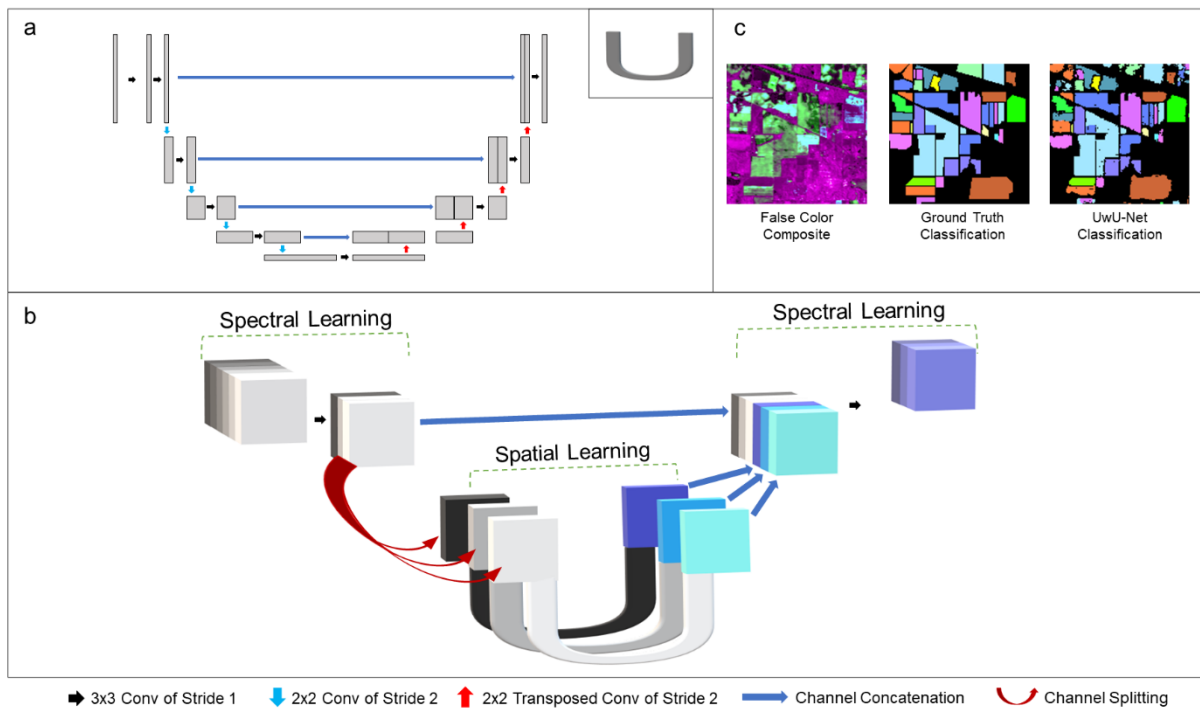 a
c
False Color
Composite
Ground Truth
Classification
UwU-Net
Classification
b
Spectral Learning
Spectral Learning
Spatial Learning
3x3 Conv of Stride 1
2x2 Conv of Stride 2
2x2 Transposed Conv of Stride 2
Channel Concatenation
Channel Splitting